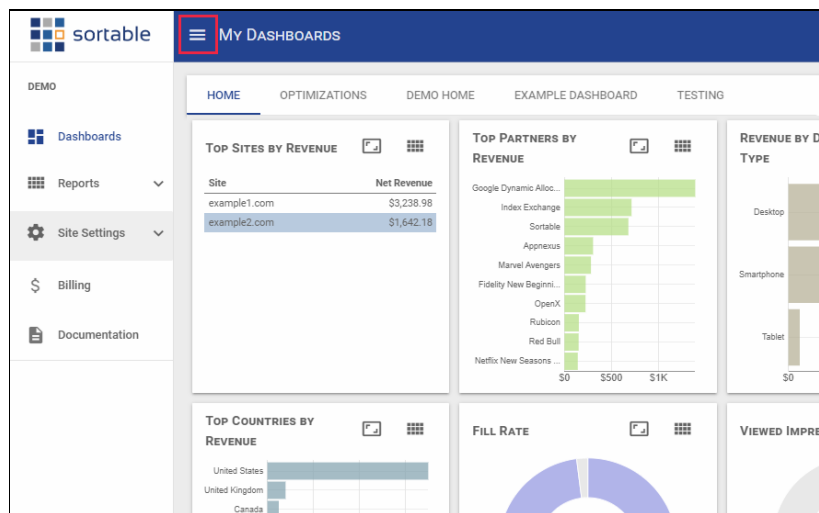 sortable
MY DASHBOARDS
DEMO
Dashboards
Reports
Site Settings
Billing
Documentation
HOME OPTIMIZATIONS DEMO HOME EXAMPLE DASHBOARD TESTING
TOP SITES BY REVENUE
Site Net Revenue
example1.com $3,238.98
example2.com $1,642.18
TOP PARTNERS BY
REVENUE
Google Dynamic Alloc...
Index Exchange
Sortable
Appnexus
Marvel Avengers
Fidelity New Beginni...
OpenX
Rubicon
Red Bull
Netflix New Seasons ...
$0 $500 $1K
REVENUE BY D
TYPE
Desktop
Smartphone
Tablet
$0
TOP COUNTRIES BY
REVENUE
United States
United Kingdom
Canada
FILL RATE
VIEWED IMPRE